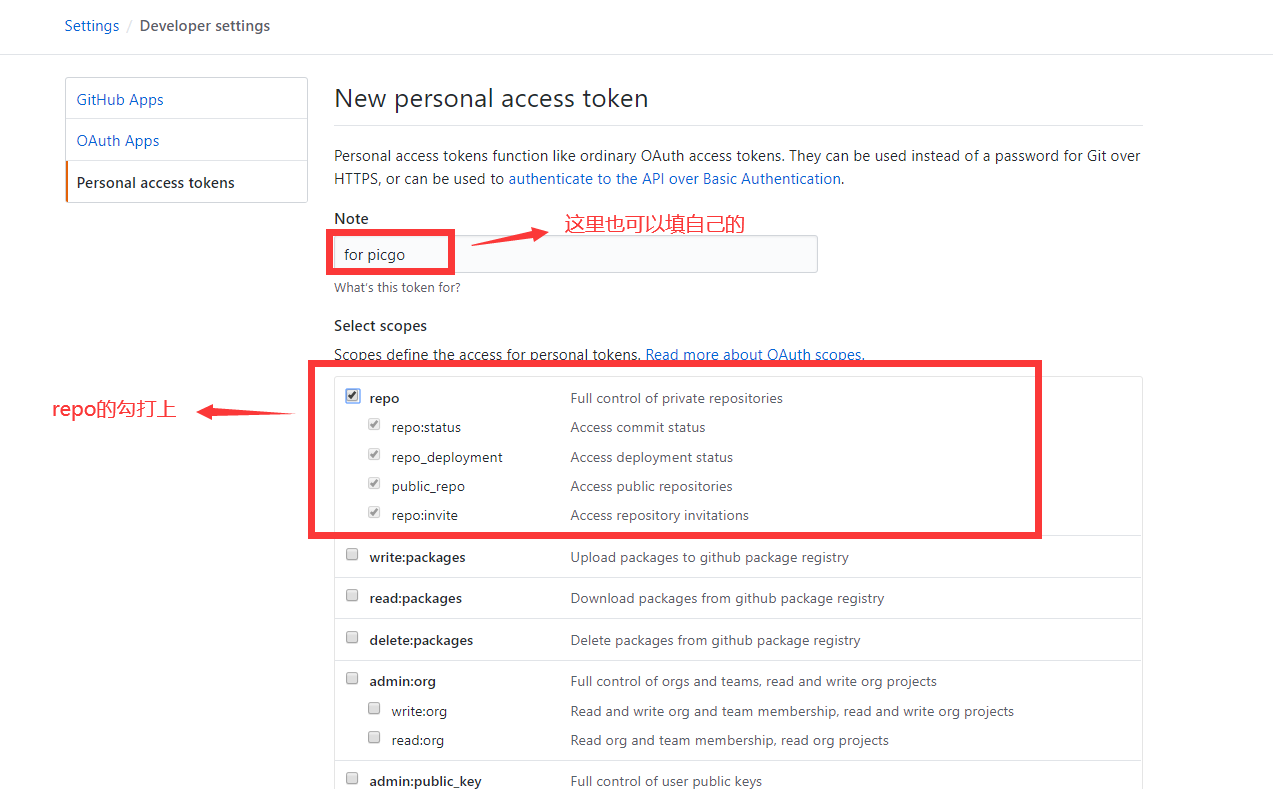 Settings / Developer settings
GitHub Apps
OAuth Apps
Personal access tokens
New personal access token
Personal access tokens function like ordinary OAuth access tokens. They can be used instead of a password for Git over
HTTPS, or can be used to authenticate to the API over Basic Authentication.
Note
这里也可以填自己的
for picgo
What's this token for?
Select scopes
Scopes define the access for personal tokens. Read more about OAuth scopes.
repo的勾打上
repo Full control of private repositories
repo:status Access commit status
repo_deployment Access deployment status
public_repo Access public repositories
repo:invite Access repository invitations
write:packages Upload packages to github package registry
read:packages Download packages from github package registry
delete:packages Delete packages from github package registry
admin:org Full control of orgs and teams, read and write org projects
write:org Read and write org and team membership, read and write org projects
read:org Read org and team membership, read org projects
admin:public_key Full control of user public keys